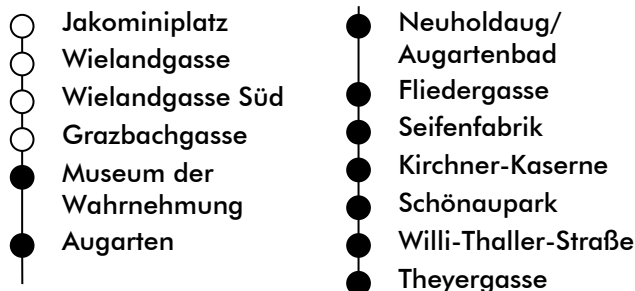 Jakominiplatz
Wielandgasse
Wielandgasse Süd
Grazbachgasse
Museum der
Wahrnehmung
Augarten
Neuholdaug/
Augartenbad
Fliedergasse
Seifenfabrik
Kirchner-Kaserne
Schönaupark
Willi-Thaller-Straße
Theyergasse